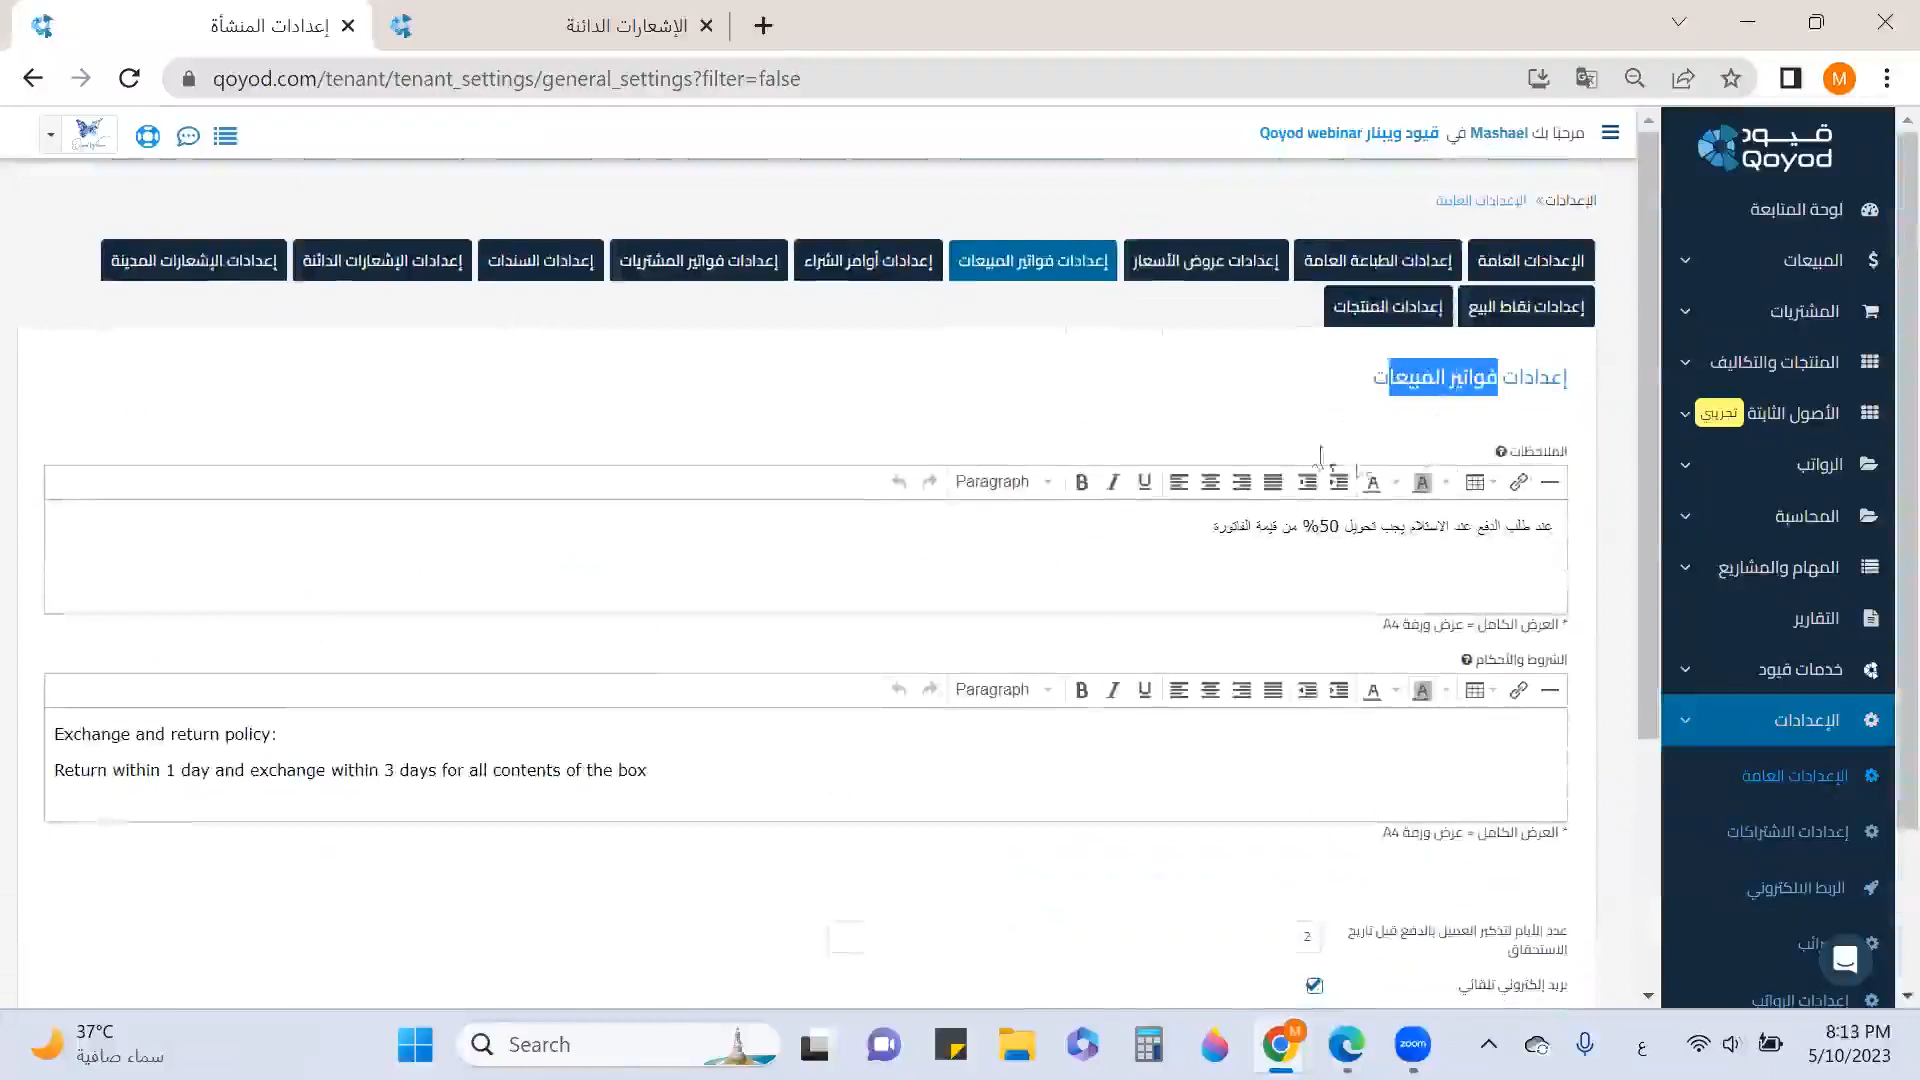 إعدادات المنشأة
الإشعارات الدائنة
qoyod.com/tenant/tenant_settings/general_settings?filter=false
M
مرحبًا بك Mashael في قيود ويبنار Qoyod webinar
قيود
Qoyod
الإعدادات» الإعدادات العامة
الإعدادات العامة
إعدادات الطباعة العامة
إعدادات عروض الأسعار
إعدادات فواتير المبيعات
إعدادات أوامر الشراء
إعدادات فواتير المشتريات
إعدادات السندات
إعدادات الإشعارات الدائنة
إعدادات الإشعارات المدينة
إعدادات نقاط البيع
إعدادات المنتجات
إعدادات فواتير المبيعات
الملاحظات
Paragraph
عند طلب الدفع عند الاستلام يجب تحويل 50% من قيمة الفاتورة
* العرض الكامل = عرض ورقة A4
الشروط والأحكام
Paragraph
Exchange and return policy:
Return within 1 day and exchange within 3 days for all contents of the box
* العرض الكامل = عرض ورقة A4
عدد الأيام لتذكير العميل بالدفع قبل تاريخ
الاستحقاق
2
بريد إلكتروني تلقائي
لوحة المتابعة
المبيعات
المشتريات
المنتجات والتكاليف
الأصول الثابتة
تجريبي
الرواتب
المحاسبة
المهام والمشاريع
التقارير
خدمات قيود
الإعدادات
الإعدادات العامة
إعدادات الاشتراكات
الربط الالكتروني
إعدادات الرواتب
37°C
سماء صافية
Search
M
zoom
ع
8:13 PM
5/10/2023